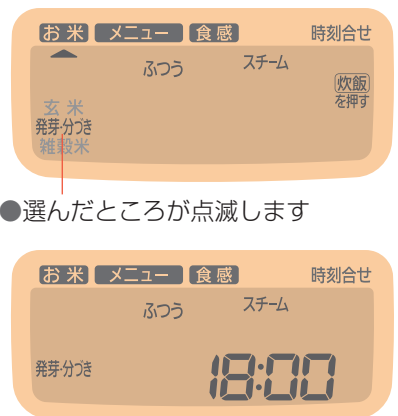 お米 メニュー 食感 時刻合せ
ふつう スチーム
炊飯
を押す
玄米
発芽・分づき
雑穀米
●選んだところが点滅します
お米 メニュー 食感 時刻合せ
ふつう スチーム
発芽・分づき 18:00